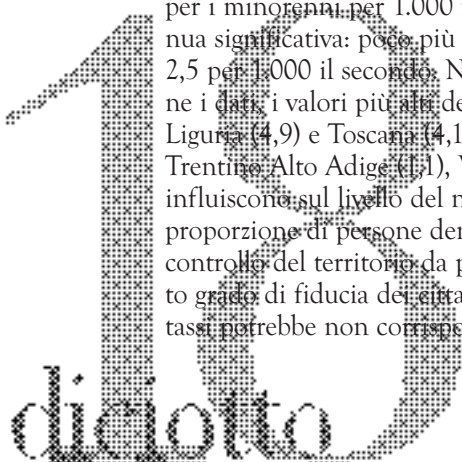 per i minorenni per 1.000
nua significativa: poco più
2,5 per 1.000 il secondo. N
ne i dati, i valori più alti de
Liguria (4,9) e Toscana (4,1
Trentino Alto Adige (1,1), V
influiscono sul livello del n
proporzione di persone den
controllo del territorio da p
to grado di fiducia dei citta
tassi potrebbe non corrispo
18
diciotto